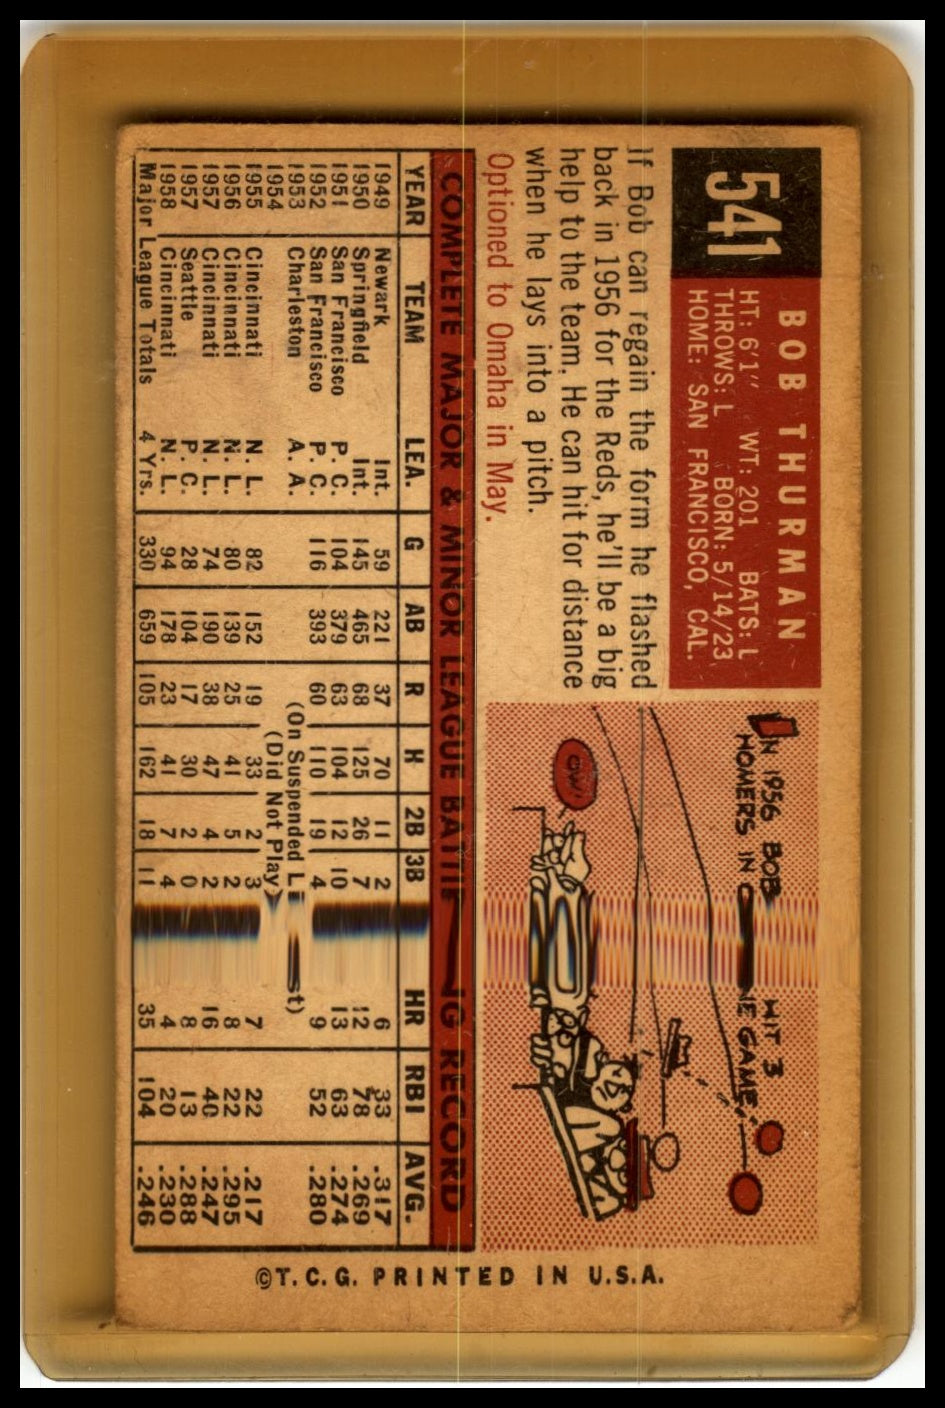 541
BOB THURMAN
HT: 6'1" WT: 201 BATS: L
THROWS: L BORN: 5/14/23
HOME: SAN FRANCISCO, CAL.
If Bob can regain the form he flashed
back in 1956 for the Reds, he'll be a big
help to the team. He can hit for distance
when he lays into a pitch.
Optioned to Omaha in May.
IN 1956 BOB HIT 3
HOMERS IN ONE GAME.
OW!
COMPLETE MAJOR & MINOR LEAGUE BATTING RECORD
YEAR TEAM LEA. G AB R H 2B 3B HR RBI AVG.
1949 Newark Int. 59 221 37 70 11 2 6 33 .317
1950 Springfield Int. 145 465 68 125 26 7 12 78 .269
1951 San Francisco P. C. 104 379 63 104 12 10 13 63 .274
1952 San Francisco P. C. 116 393 60 110 19 4 9 52 .280
1953 Charleston A. A. (On Suspended List)
1954 (Did Not Play)
1955 Cincinnati N. L. 82 152 19 33 2 3 7 22 .217
1956 Cincinnati N. L. 80 139 25 41 5 2 8 22 .295
1957 Cincinnati N. L. 74 190 38 47 4 2 16 40 .247
1957 Seattle P. C. 28 104 17 30 2 0 8 13 .288
1958 Cincinnati N. L. 94 178 23 41 7 4 4 20 .230
Major League Totals 4 Yrs. 330 659 105 162 18 11 35 104 .246
©T.C.G. PRINTED IN U.S.A.